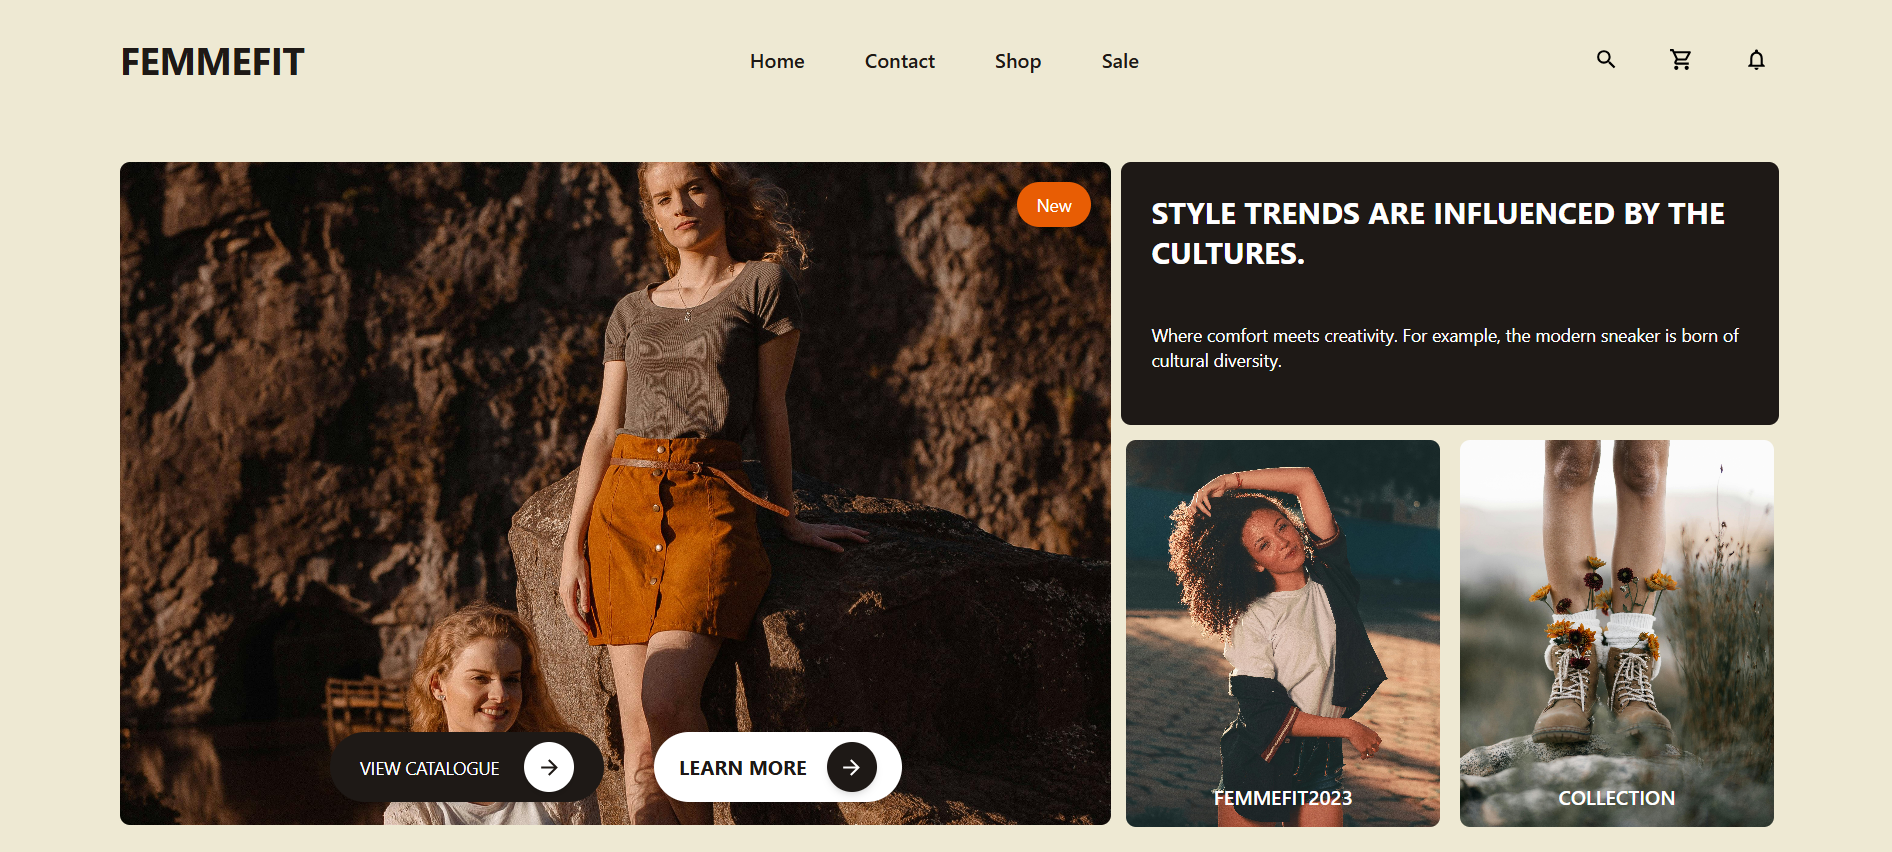 FEMMEFIT
Home
Contact
Shop
Sale
New
STYLE TRENDS ARE INFLUENCED BY THE
CULTURES.
Where comfort meets creativity. For example, the modern sneaker is born of
cultural diversity.
VIEW CATALOGUE
LEARN MORE
FEMMEFIT2023
COLLECTION